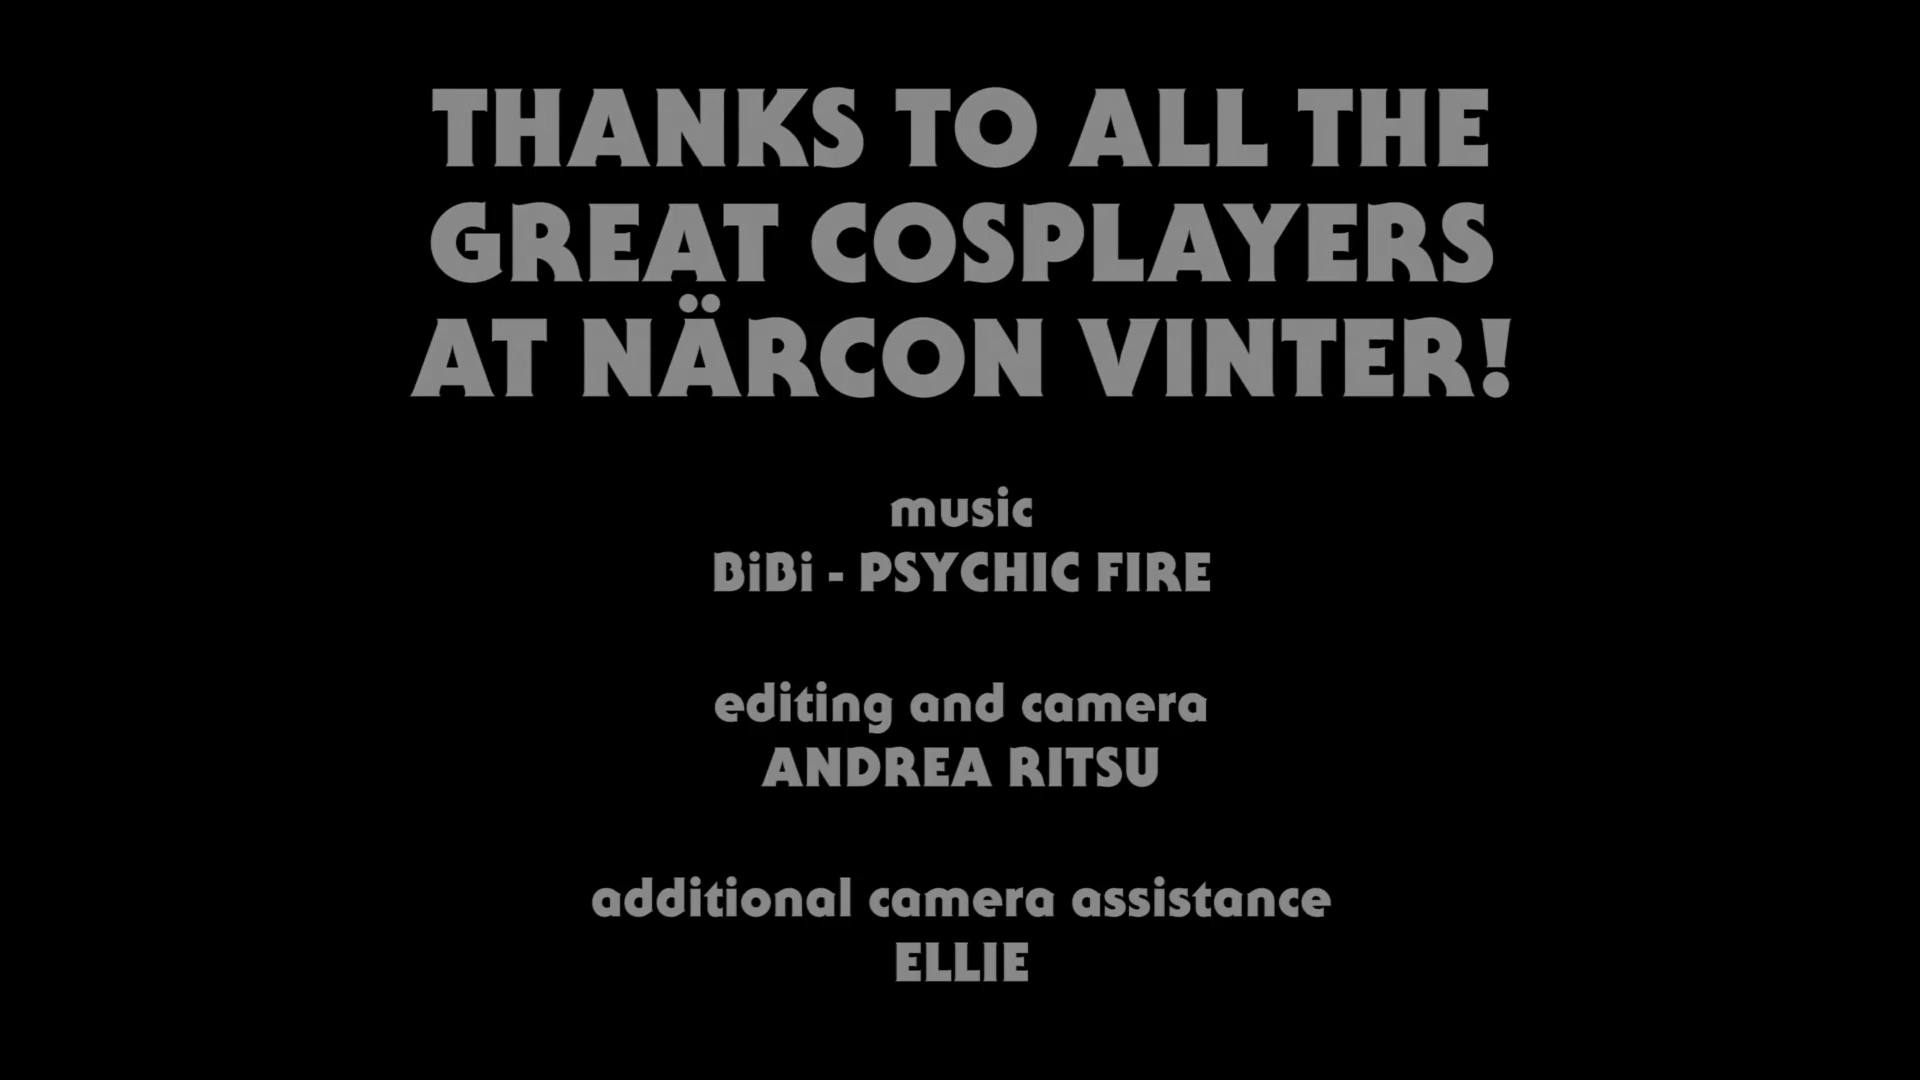 THANKS TO ALL THE
GREAT COSPLAYERS
AT NÄRCON VINTER!
music
BiBi - PSYCHIC FIRE
editing and camera
ANDREA RITSU
additional camera assistance
ELLIE